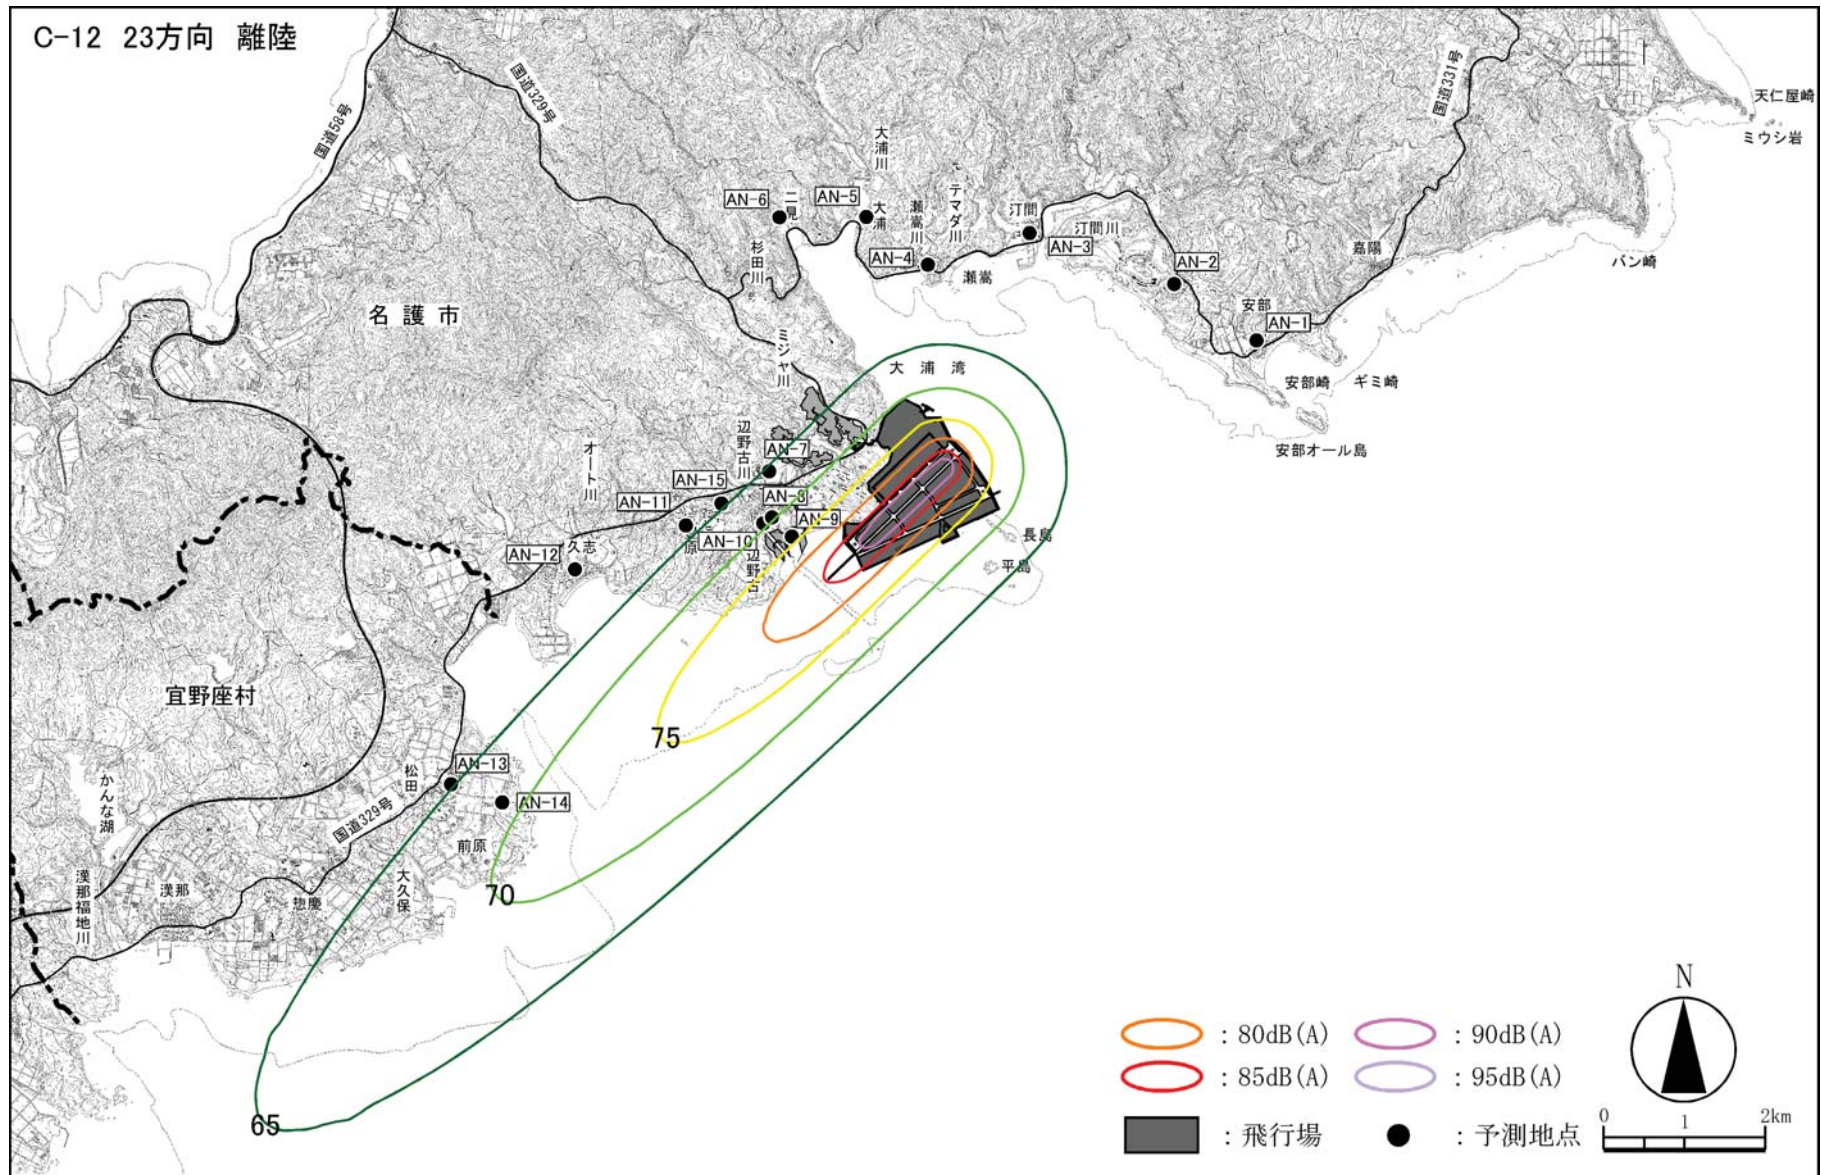 C-12 23方向 離陸
国道58号
国道329号
国道331号
天仁屋崎
ミウシ岩
バン崎
嘉陽
大浦川
AN-6
二見
AN-5
大浦
瀬嵩川
テマダ川
汀間
汀間川
AN-3
AN-4
瀬嵩
AN-2
安部
AN-1
杉田川
名護市
ミジャ川
大浦湾
安部崎
ギミ崎
安部オール島
辺野古川
AN-7
オート川
AN-15
AN-11
AN-8
AN-9
AN-10
原
辺野古
AN-12
久志
長島
平島
宜野座村
75
AN-13
松田
AN-14
かんな湖
国道329号
前原
70
漢那福地川
漢那
惣慶
大久保
65
N
:80dB(A)
:90dB(A)
:85dB(A)
:95dB(A)
:飛行場
:予測地点
0 1 2km